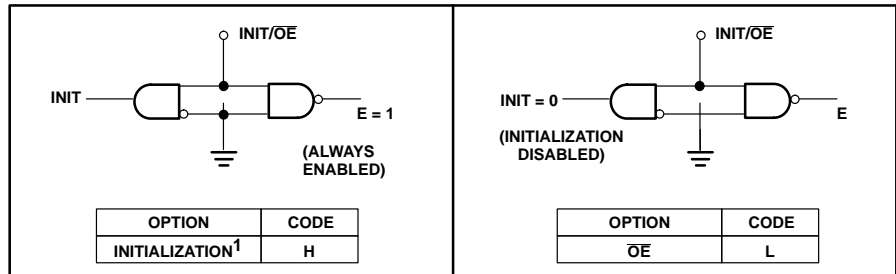 INIT/OE
INIT
E = 1
(ALWAYS
ENABLED)
OPTION CODE
INITIALIZATION1 H
INIT/OE
INIT = 0
E
(INITIALIZATION
DISABLED)
OPTION CODE
OE L